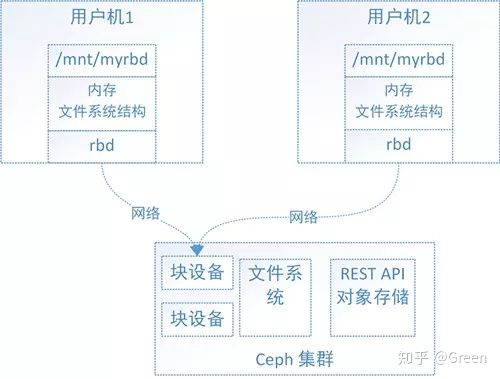 用户机1
用户机2
/mnt/myrbd
/mnt/myrbd
内存
文件系统结构
内存
文件系统结构
rbd
rbd
网络
网络
块设备
文件系
统
REST API
对象存储
块设备
Ceph 集群
知乎 @Green